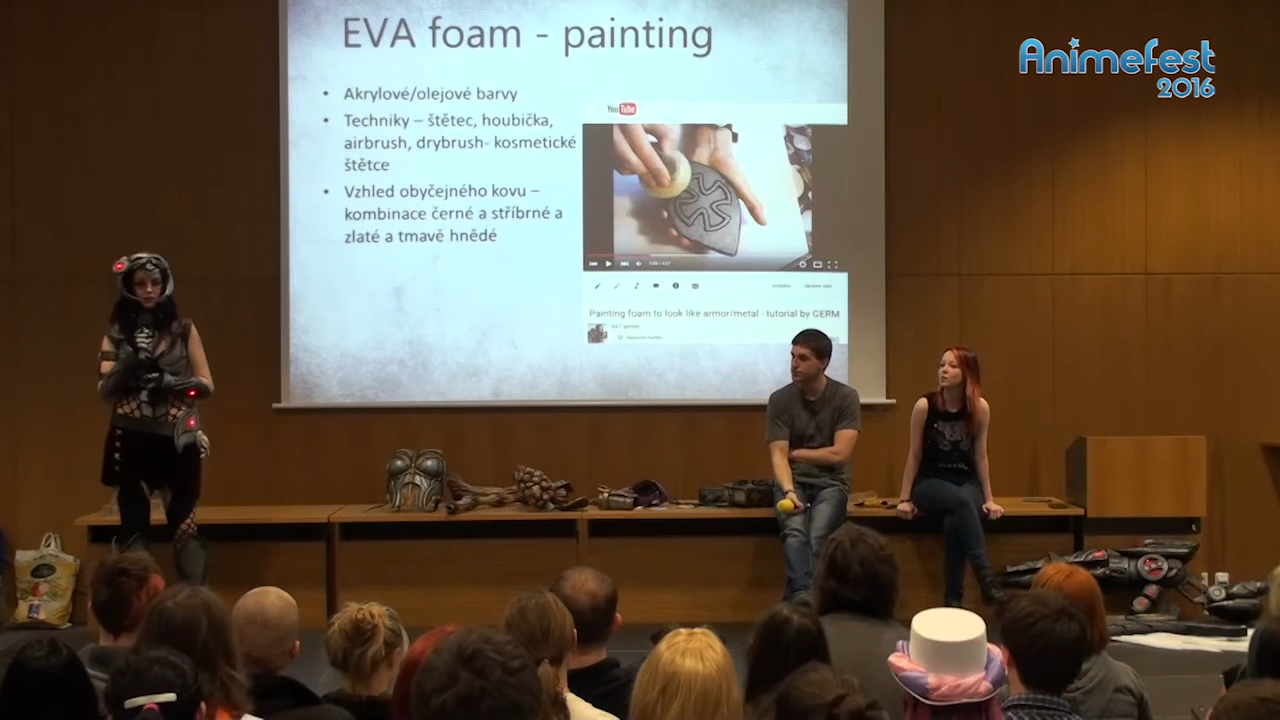 EVA foam - painting
AnimeFest
2016
• Akrylové/olejové barvy
• Techniky – štětec, houbička,
airbrush, drybrush- kosmetické
štětce
• Vzhled obyčejného kovu –
kombinace černé a stříbrné a
zlaté a tmavě hnědé
YouTube
Painting foam to look like armor/metal - tutorial by GERM